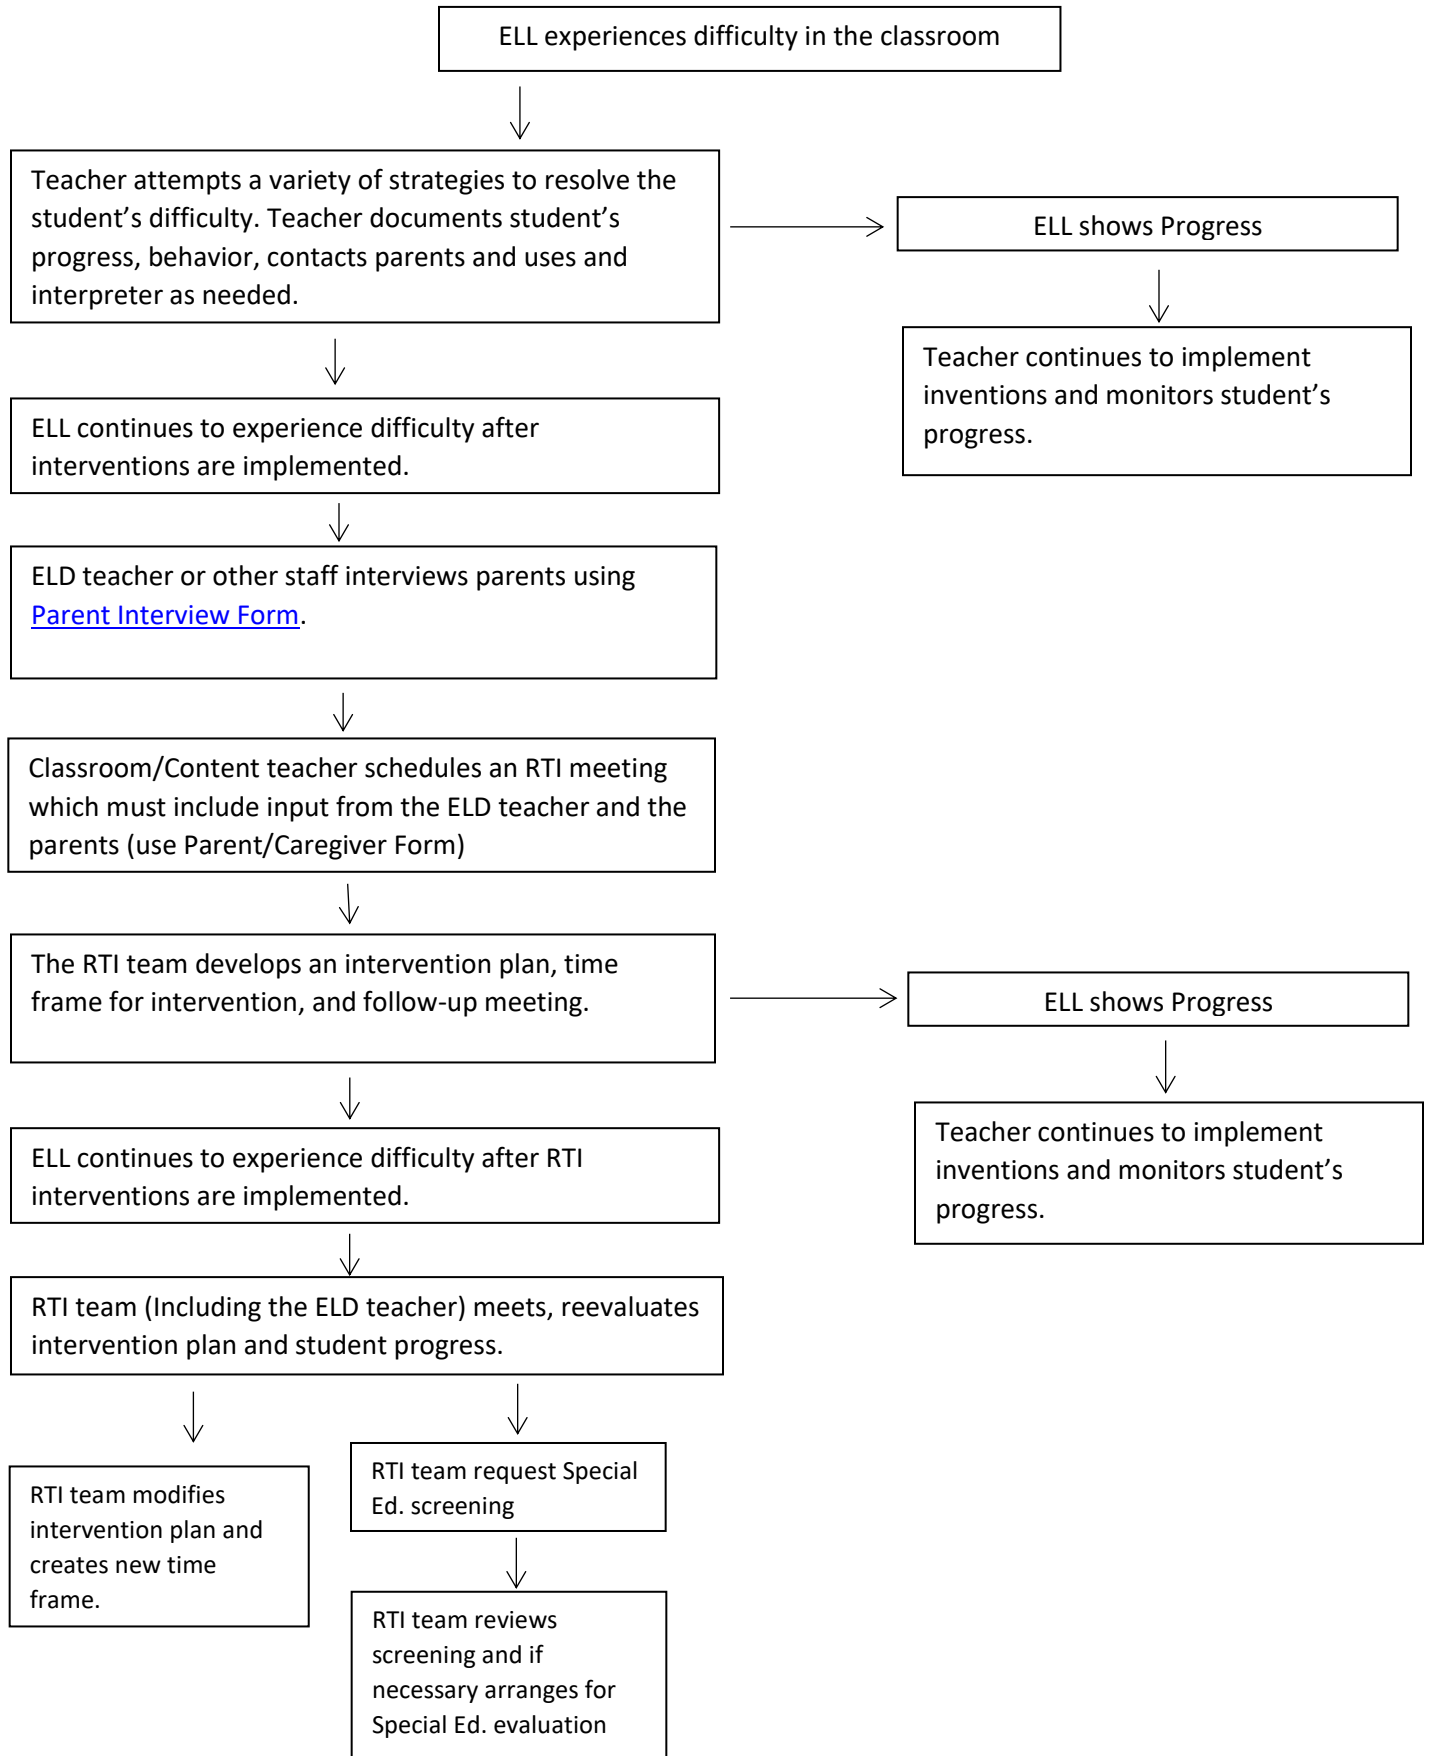 ELL experiences difficulty in the classroom
Teacher attempts a variety of strategies to resolve the
student’s difficulty. Teacher documents student’s
progress, behavior, contacts parents and uses and
interpreter as needed.
ELL shows Progress
Teacher continues to implement
inventions and monitors student’s
progress.
ELL continues to experience difficulty after
interventions are implemented.
ELD teacher or other staff interviews parents using
Parent Interview Form.
Classroom/Content teacher schedules an RTI meeting
which must include input from the ELD teacher and the
parents (use Parent/Caregiver Form)
The RTI team develops an intervention plan, time
frame for intervention, and follow-up meeting.
ELL shows Progress
Teacher continues to implement
inventions and monitors student’s
progress.
ELL continues to experience difficulty after RTI
interventions are implemented.
RTI team (Including the ELD teacher) meets, reevaluates
intervention plan and student progress.
RTI team modifies
intervention plan and
creates new time
frame.
RTI team request Special
Ed. screening
RTI team reviews
screening and if
necessary arranges for
Special Ed. evaluation